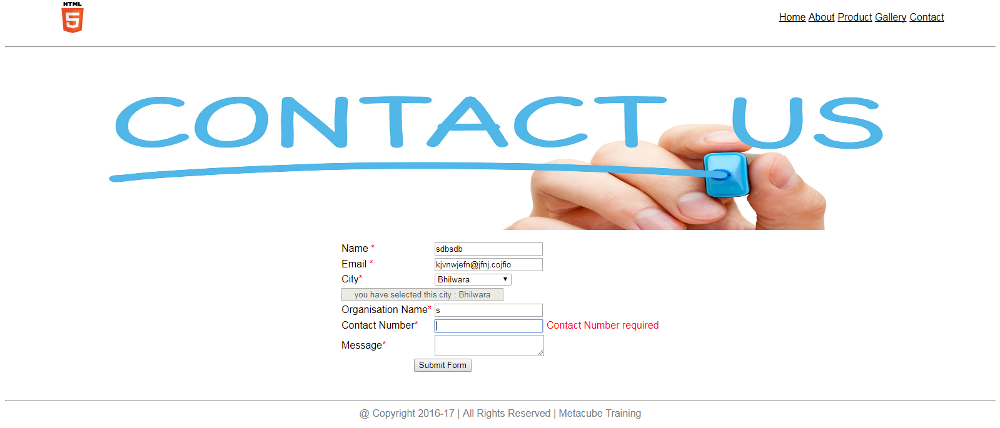 HTML
5
Home About Product Gallery Contact
CONTACT US
Name * sdbsdb
Email * kjvnwjefn@jfnj.cojfio
City* Bhilwara
you have selected this city : Bhilwara
Organisation Name* s
Contact Number* Contact Number required
Message*
Submit Form
@ Copyright 2016-17 | All Rights Reserved | Metacube Training